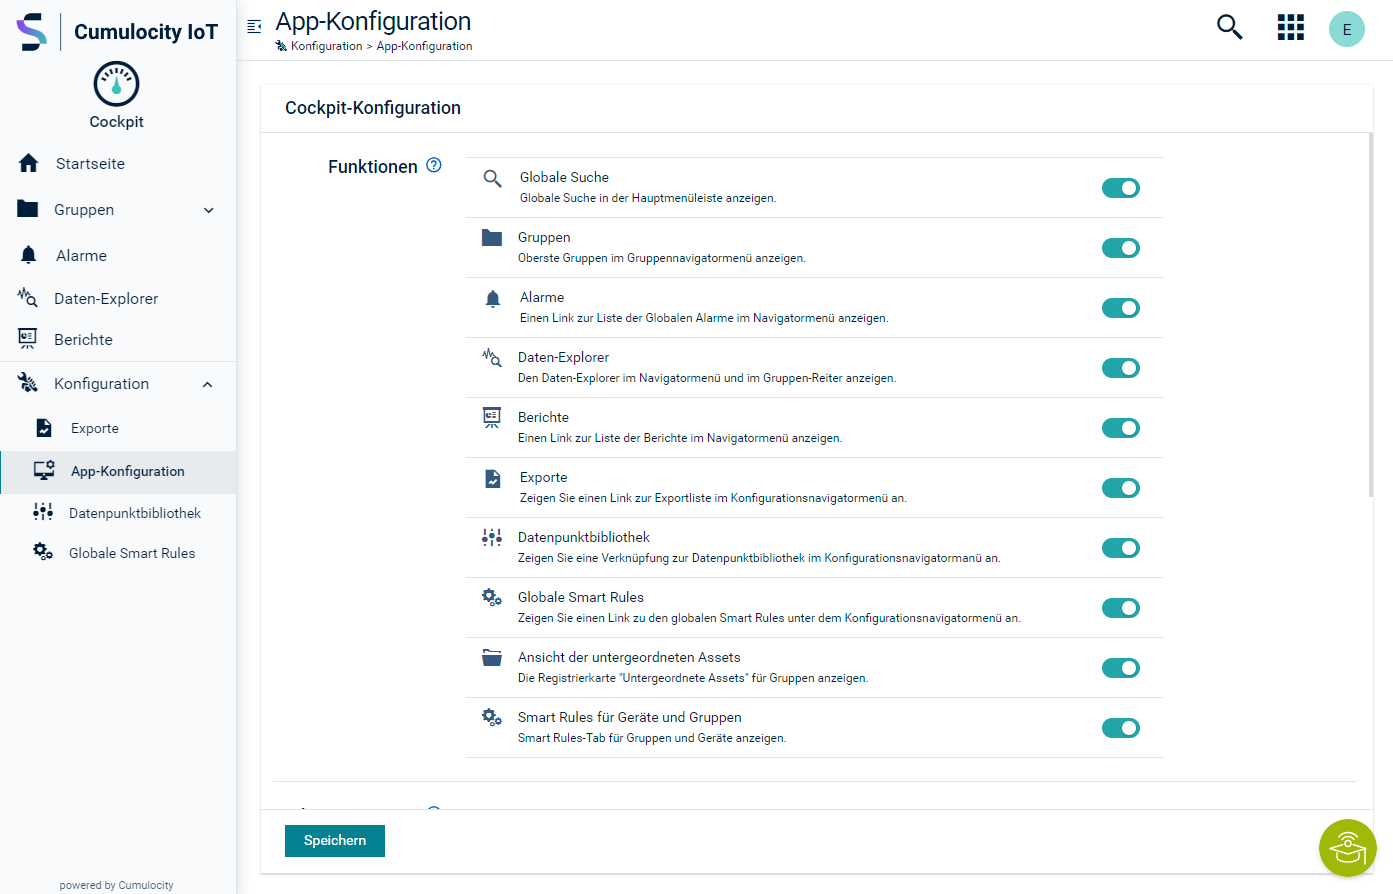 Cumulocity IoT
Cockpit
Startseite
Gruppen
Alarme
Daten-Explorer
Berichte
Konfiguration
Exporte
App-Konfiguration
Datenpunktbibliothek
Globale Smart Rules
powered by Cumulocity
App-Konfiguration
Konfiguration > App-Konfiguration
E
Cockpit-Konfiguration
Funktionen
Globale Suche
Globale Suche in der Hauptmenüleiste anzeigen.
Gruppen
Oberste Gruppen im Gruppennavigatormenü anzeigen.
Alarme
Einen Link zur Liste der Globalen Alarme im Navigatormenü anzeigen.
Daten-Explorer
Den Daten-Explorer im Navigatormenü und im Gruppen-Reiter anzeigen.
Berichte
Einen Link zur Liste der Berichte im Navigatormenü anzeigen.
Exporte
Zeigen Sie einen Link zur Exportliste im Konfigurationsnavigatormenü an.
Datenpunktbibliothek
Zeigen Sie eine Verknüpfung zur Datenpunktbibliothek im Konfigurationsnavigatormanü an.
Globale Smart Rules
Zeigen Sie einen Link zu den globalen Smart Rules unter dem Konfigurationsnavigatormenü an.
Ansicht der untergeordneten Assets
Die Registrierkarte "Untergeordnete Assets" für Gruppen anzeigen.
Smart Rules für Geräte und Gruppen
Smart Rules-Tab für Gruppen und Geräte anzeigen.
Speichern